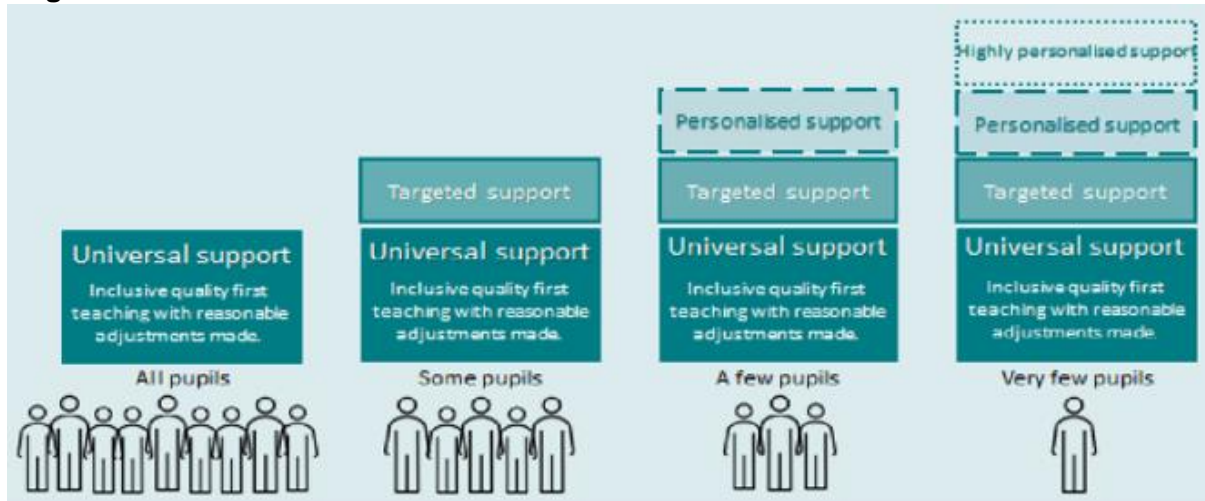 Universal support
Inclusive quality first
teaching with reasonable
adjustments made.
All pupils
Targeted support
Universal support
Inclusive quality first
teaching with reasonable
adjustments made.
Some pupils
Personalised support
Targeted support
Universal support
Inclusive quality first
teaching with reasonable
adjustments made.
A few pupils
Highly personalised support
Personalised support
Targeted support
Universal support
Inclusive quality first
teaching with reasonable
adjustments made.
Very few pupils